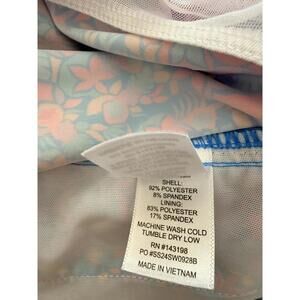 SHELL:
92% POLYESTER
8% SPANDEX
LINING:
83% POLYESTER
17% SPANDEX
MACHINE WASH COLD
TUMBLE DRY LOW
RN #143198
PO #SS24SW0928B
MADE IN VIETNAM